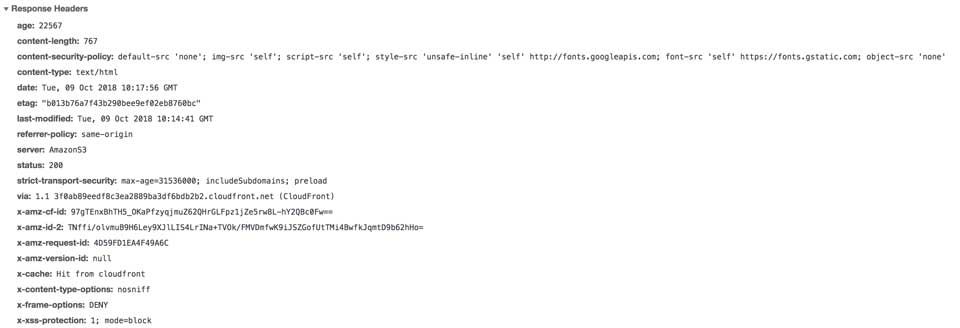 ▼ Response Headers
age: 22567
content-length: 767
content-security-policy: default-src 'none'; img-src 'self'; script-src 'self'; style-src 'unsafe-inline' 'self' http://fonts.googleapis.com; font-src 'self' https://fonts.gstatic.com; object-src 'none'
content-type: text/html
date: Tue, 09 Oct 2018 10:17:56 GMT
etag: "b013b76a7f43b290bee9ef02eb8760bc"
last-modified: Tue, 09 Oct 2018 10:14:41 GMT
referrer-policy: same-origin
server: AmazonS3
status: 200
strict-transport-security: max-age=31536000; includeSubdomains; preload
via: 1.1 3f0ab89eedf8c3ea2889ba3df6bdb2b2.cloudfront.net (CloudFront)
x-amz-cf-id: 97gTEnxBhTH5_OKaPfzyqjmuZ62QHrGLFpz1jZe5rw8L-hY2QBc0Fw==
x-amz-id-2: TNffi/olvmuB9H6Ley9XJlLIS4LrINa+TVOk/FMVDmfwK9iJSZGofUtTMi4BwfkJqmtD9b62hHo=
x-amz-request-id: 4D59FD1EA4F49A6C
x-amz-version-id: null
x-cache: Hit from cloudfront
x-content-type-options: nosniff
x-frame-options: DENY
x-xss-protection: 1; mode=block